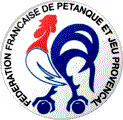 FEDERATION FRANCAISE DE PETANQUE ET JEU PROVENCAL